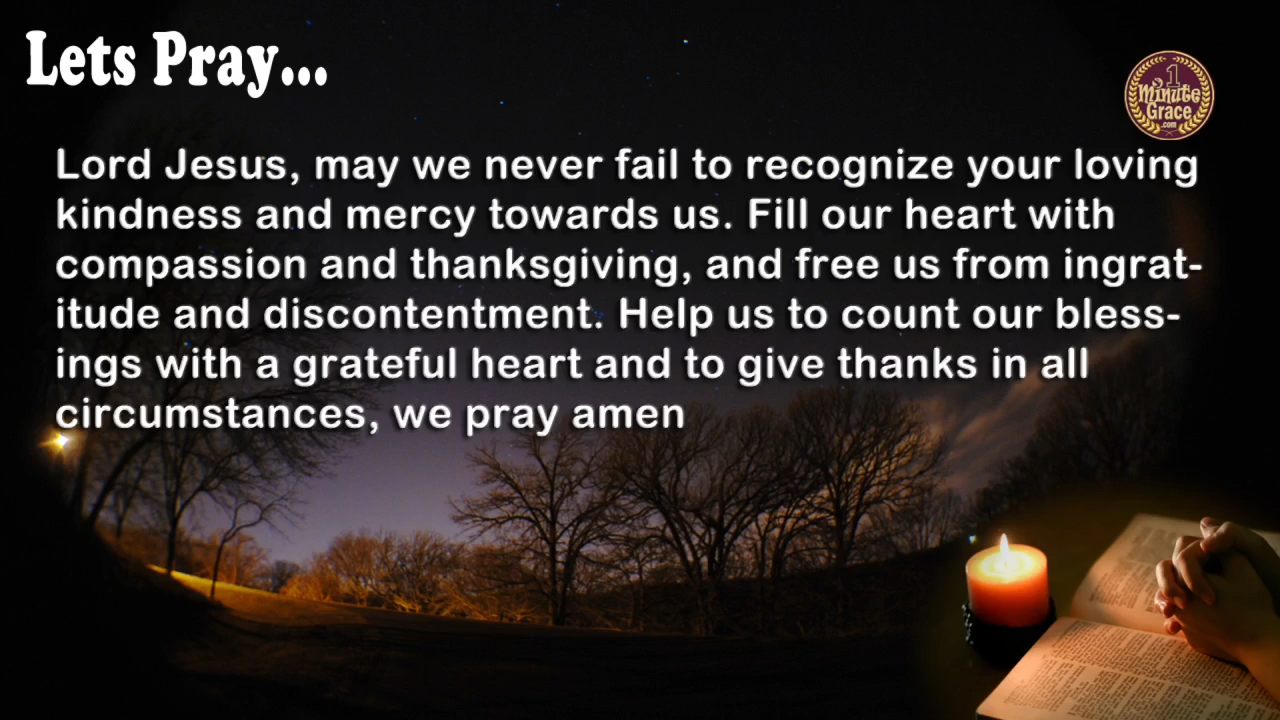 Lets Pray...
1
Minute
Grace
.com
Lord Jesus, may we never fail to recognize your loving
kindness and mercy towards us. Fill our heart with
compassion and thanksgiving, and free us from ingrat-
itude and discontentment. Help us to count our bless-
ings with a grateful heart and to give thanks in all
circumstances, we pray amen